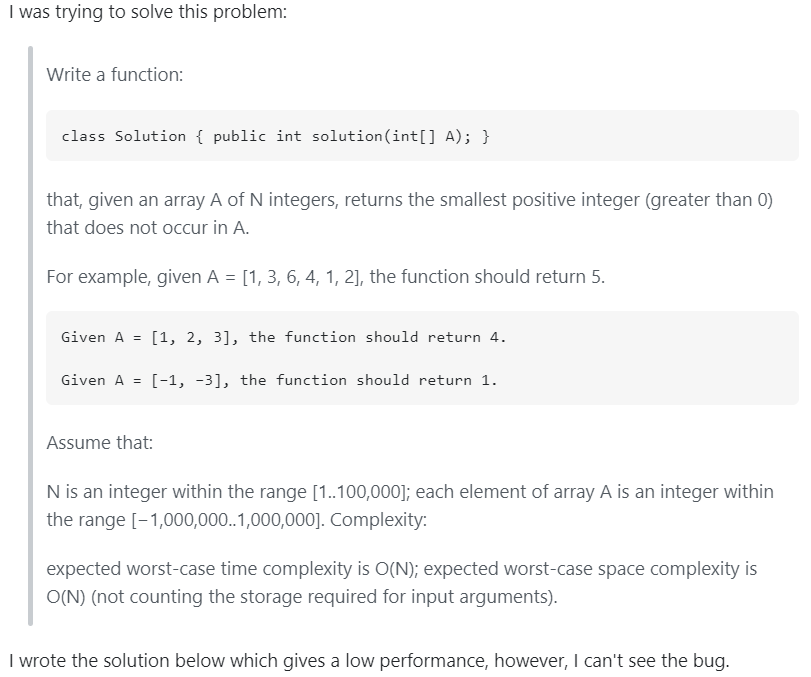 I was trying to solve this problem:
Write a function:
class Solution { public int solution(int[] A); }
that, given an array A of N integers, returns the smallest positive integer (greater than 0)
that does not occur in A.
For example, given A = [1, 3, 6, 4, 1, 2], the function should return 5.
Given A = [1, 2, 3], the function should return 4.
Given A = [-1, -3], the function should return 1.
Assume that:
N is an integer within the range [1..100,000]; each element of array A is an integer within
the range [−1,000,000..1,000,000]. Complexity:
expected worst-case time complexity is O(N); expected worst-case space complexity is
O(N) (not counting the storage required for input arguments).
I wrote the solution below which gives a low performance, however, I can't see the bug.